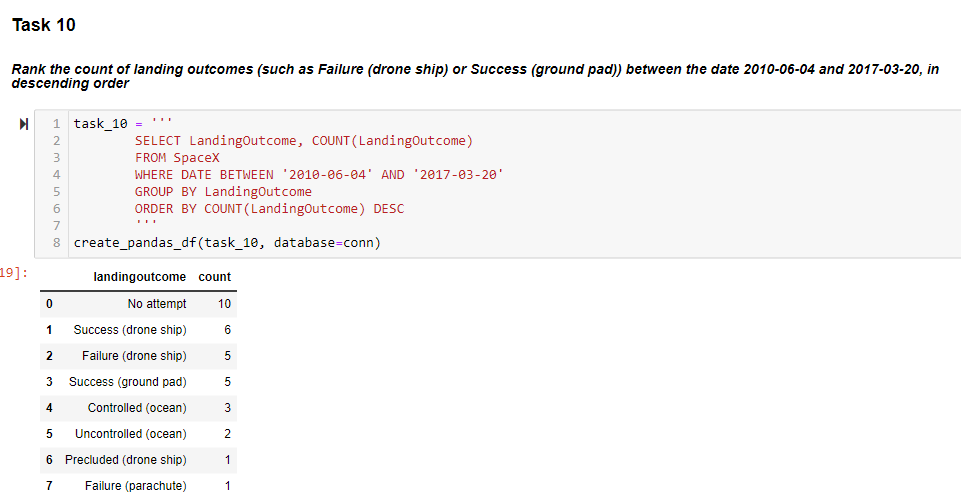 Task 10
Rank the count of landing outcomes (such as Failure (drone ship) or Success (ground pad)) between the date 2010-06-04 and 2017-03-20, in
descending order
1 task_10 = '''
2 SELECT LandingOutcome, COUNT(LandingOutcome)
3 FROM SpaceX
4 WHERE DATE BETWEEN '2010-06-04' AND '2017-03-20'
5 GROUP BY LandingOutcome
6 ORDER BY COUNT(LandingOutcome) DESC
7 '''
8 create_pandas_df(task_10, database=conn)
19]:
landingoutcome count
0 No attempt 10
1 Success (drone ship) 6
2 Failure (drone ship) 5
3 Success (ground pad) 5
4 Controlled (ocean) 3
5 Uncontrolled (ocean) 2
6 Precluded (drone ship) 1
7 Failure (parachute) 1